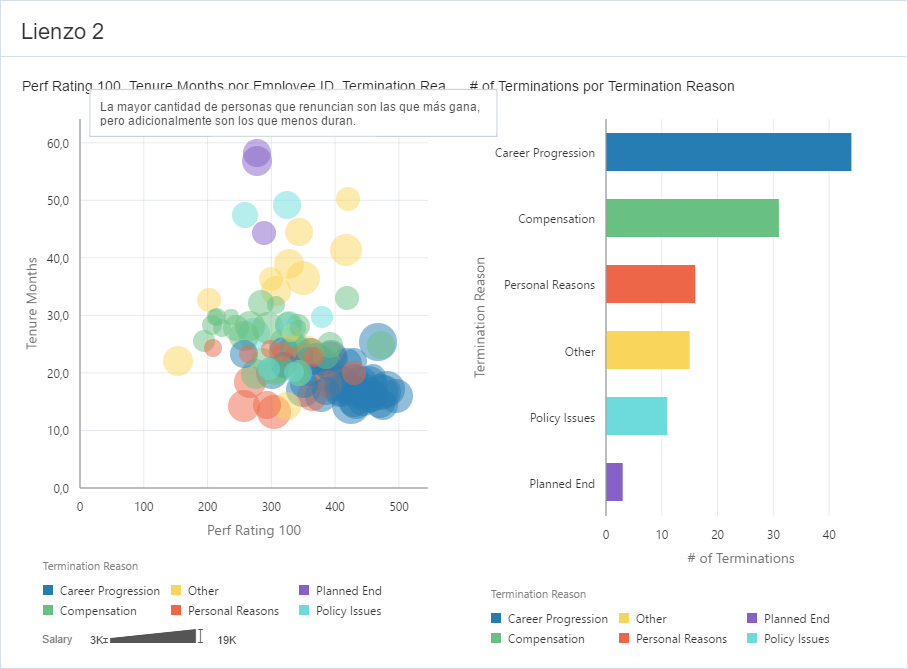 Lienzo 2
Perf Rating 100, Tenure Months por Employee ID, Termination Rea
# of Terminations por Termination Reason
La mayor cantidad de personas que renuncian son las que más gana,
pero adicionalmente son los que menos duran.
60,0
50,0
40,0
30,0
20,0
10,0
0,0
Tenure Months
0 100 200 300 400 500
Perf Rating 100
Termination Reason
Career Progression Other Planned End
Compensation Personal Reasons Policy Issues
Salary 3K 19K
Termination Reason
Career Progression
Compensation
Personal Reasons
Other
Policy Issues
Planned End
0 10 20 30 40
# of Terminations
Termination Reason
Career Progression Other Planned End
Compensation Personal Reasons Policy Issues